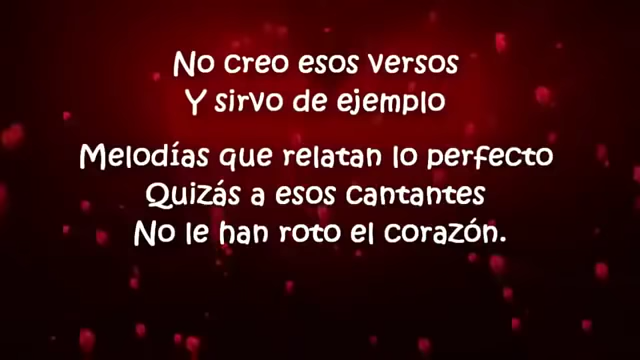 No creo esos versos
Y sirvo de ejemplo
Melodías que relatan lo perfecto
Quizás a esos cantantes
No le han roto el corazón.